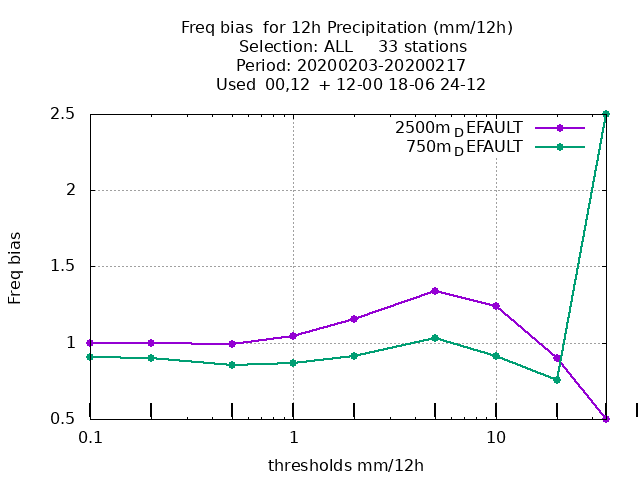 Freq bias  for 12h Precipitation (mm/12h)
Selection: ALL     33 stations
Period: 20200203-20200217
Used  00,12  + 12-00 18-06 24-12
2500m_DEFAULT
750m_DEFAULT
2.5
2
1.5
1
0.5
Freq bias
0.1
1
10
thresholds mm/12h